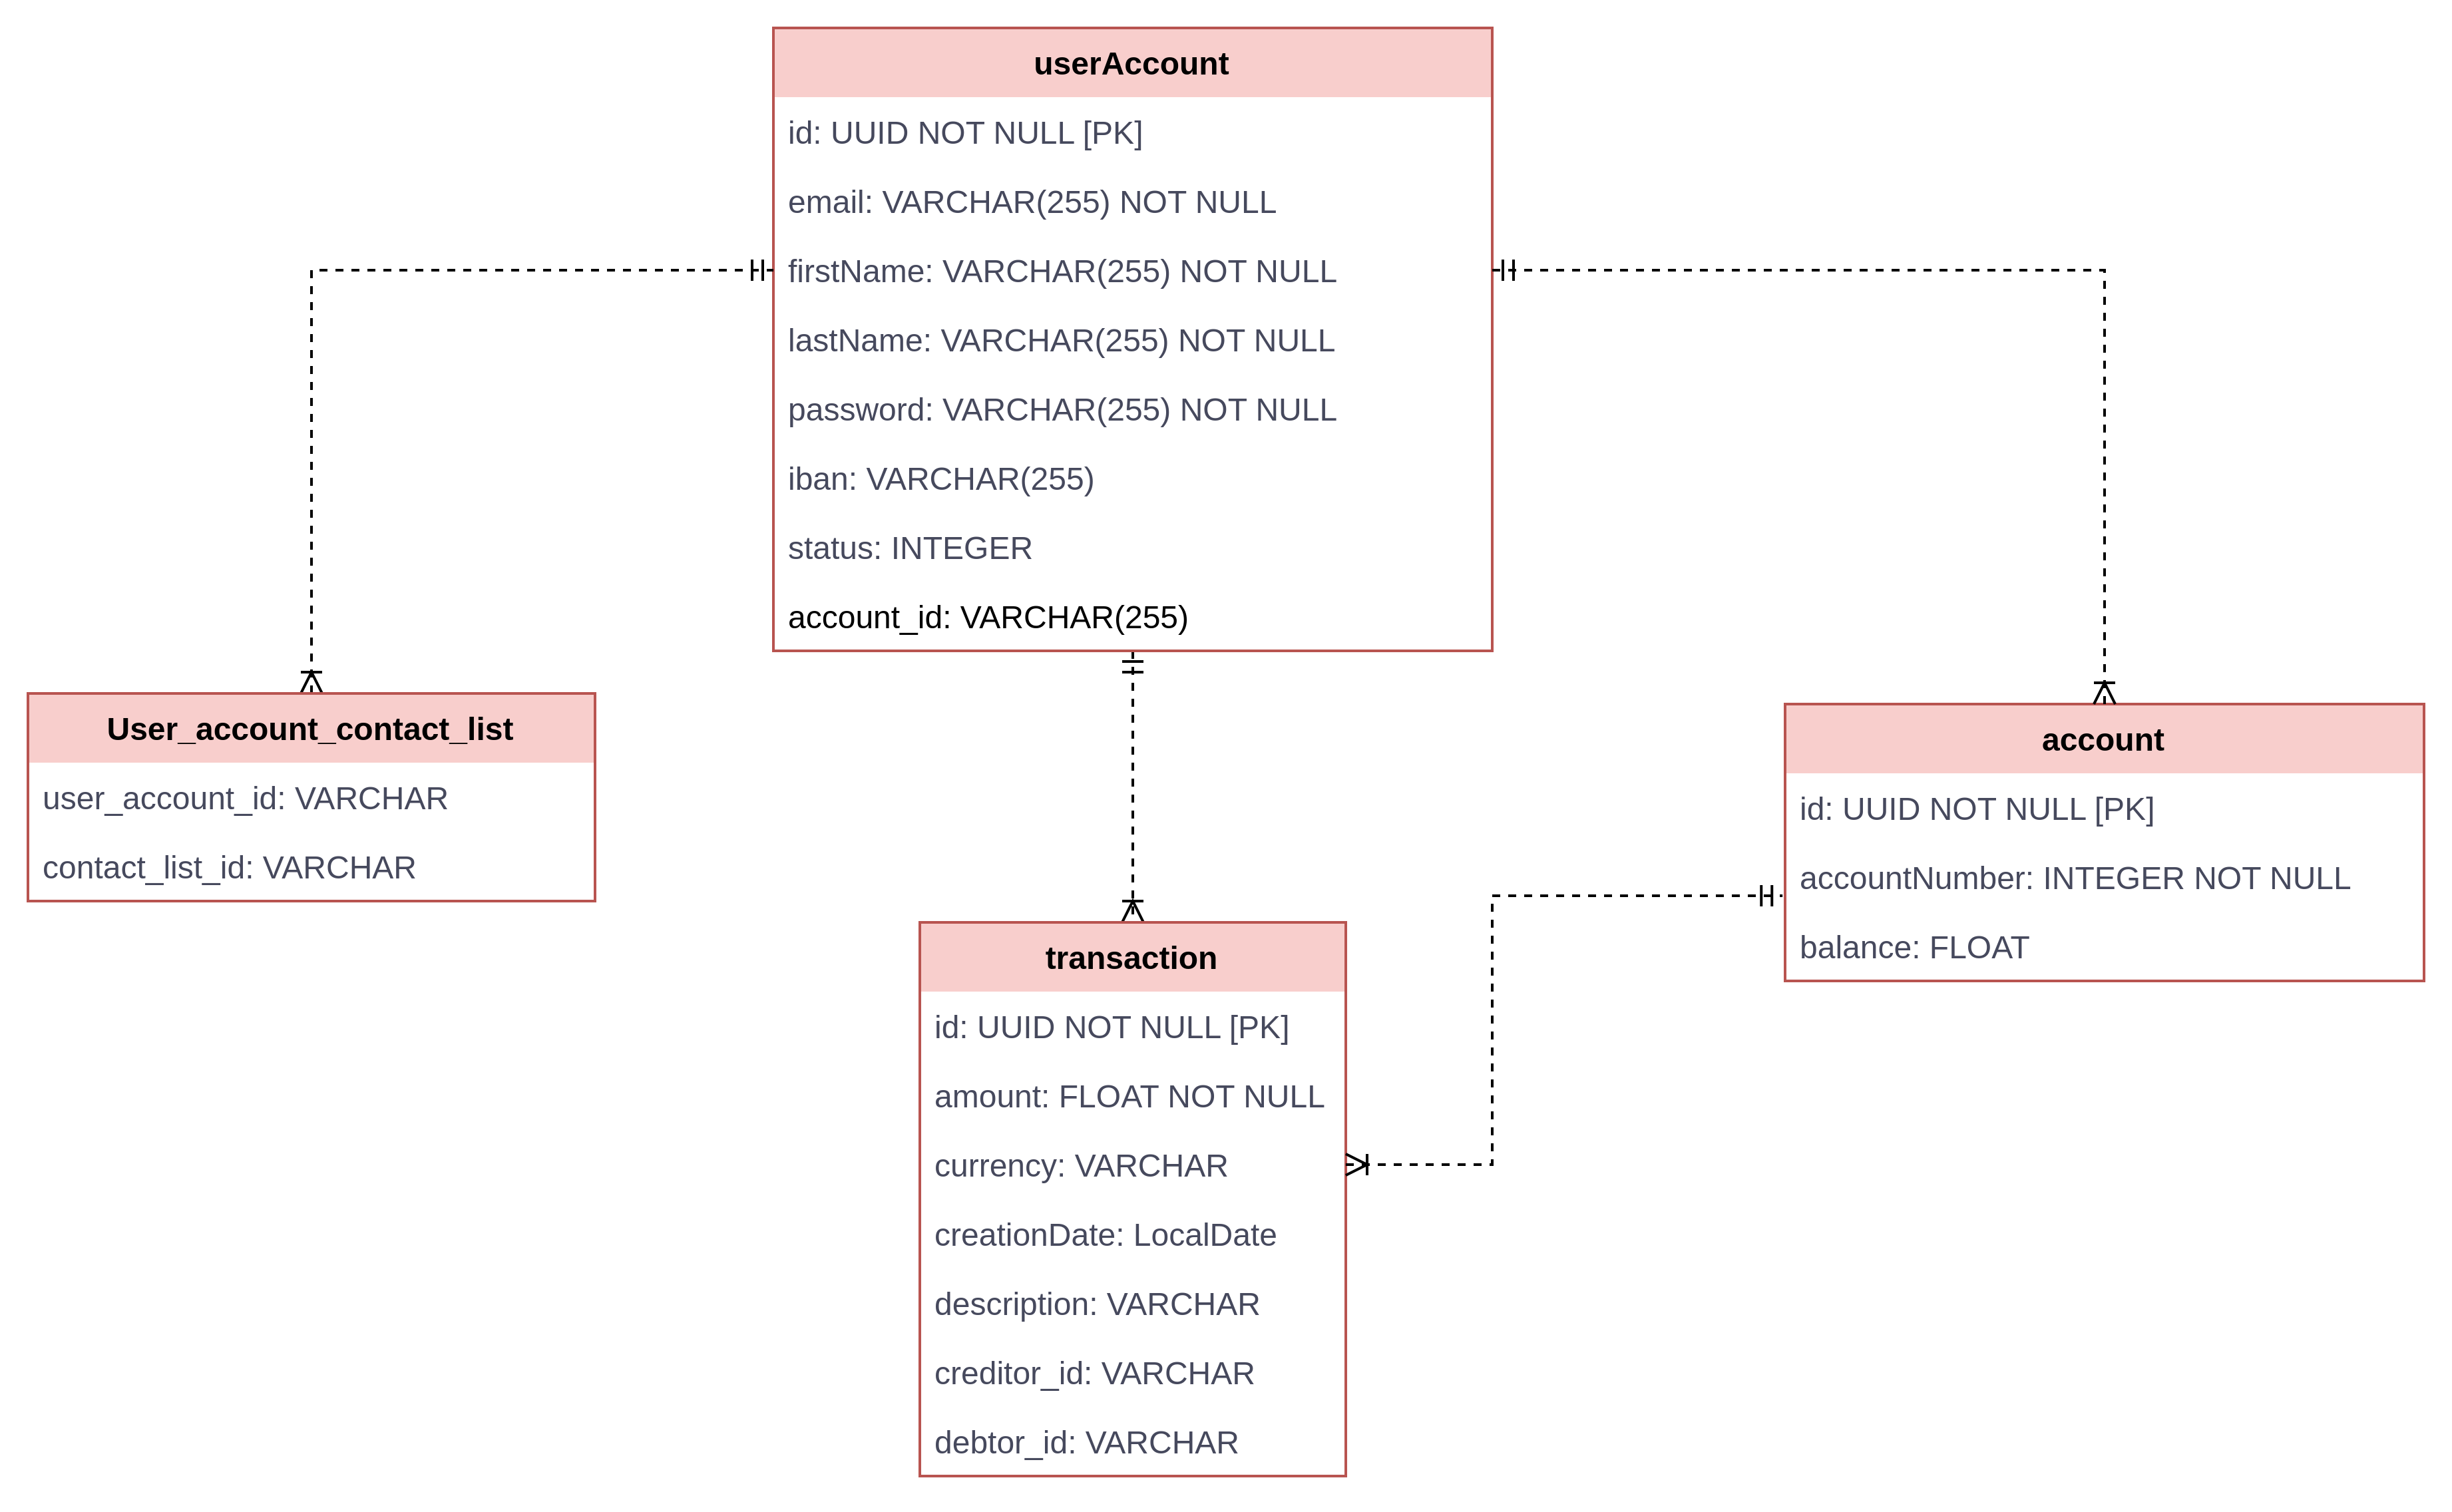 userAccount
id: UUID NOT NULL [PK]
email: VARCHAR(255) NOT NULL
firstName: VARCHAR(255) NOT NULL
lastName: VARCHAR(255) NOT NULL
password: VARCHAR(255) NOT NULL
iban: VARCHAR(255)
status: INTEGER
account_id: VARCHAR(255)
User_account_contact_list
user_account_id: VARCHAR
contact_list_id: VARCHAR
account
id: UUID NOT NULL [PK]
accountNumber: INTEGER NOT NULL
balance: FLOAT
transaction
id: UUID NOT NULL [PK]
amount: FLOAT NOT NULL
currency: VARCHAR
creationDate: LocalDate
description: VARCHAR
creditor_id: VARCHAR
debtor_id: VARCHAR